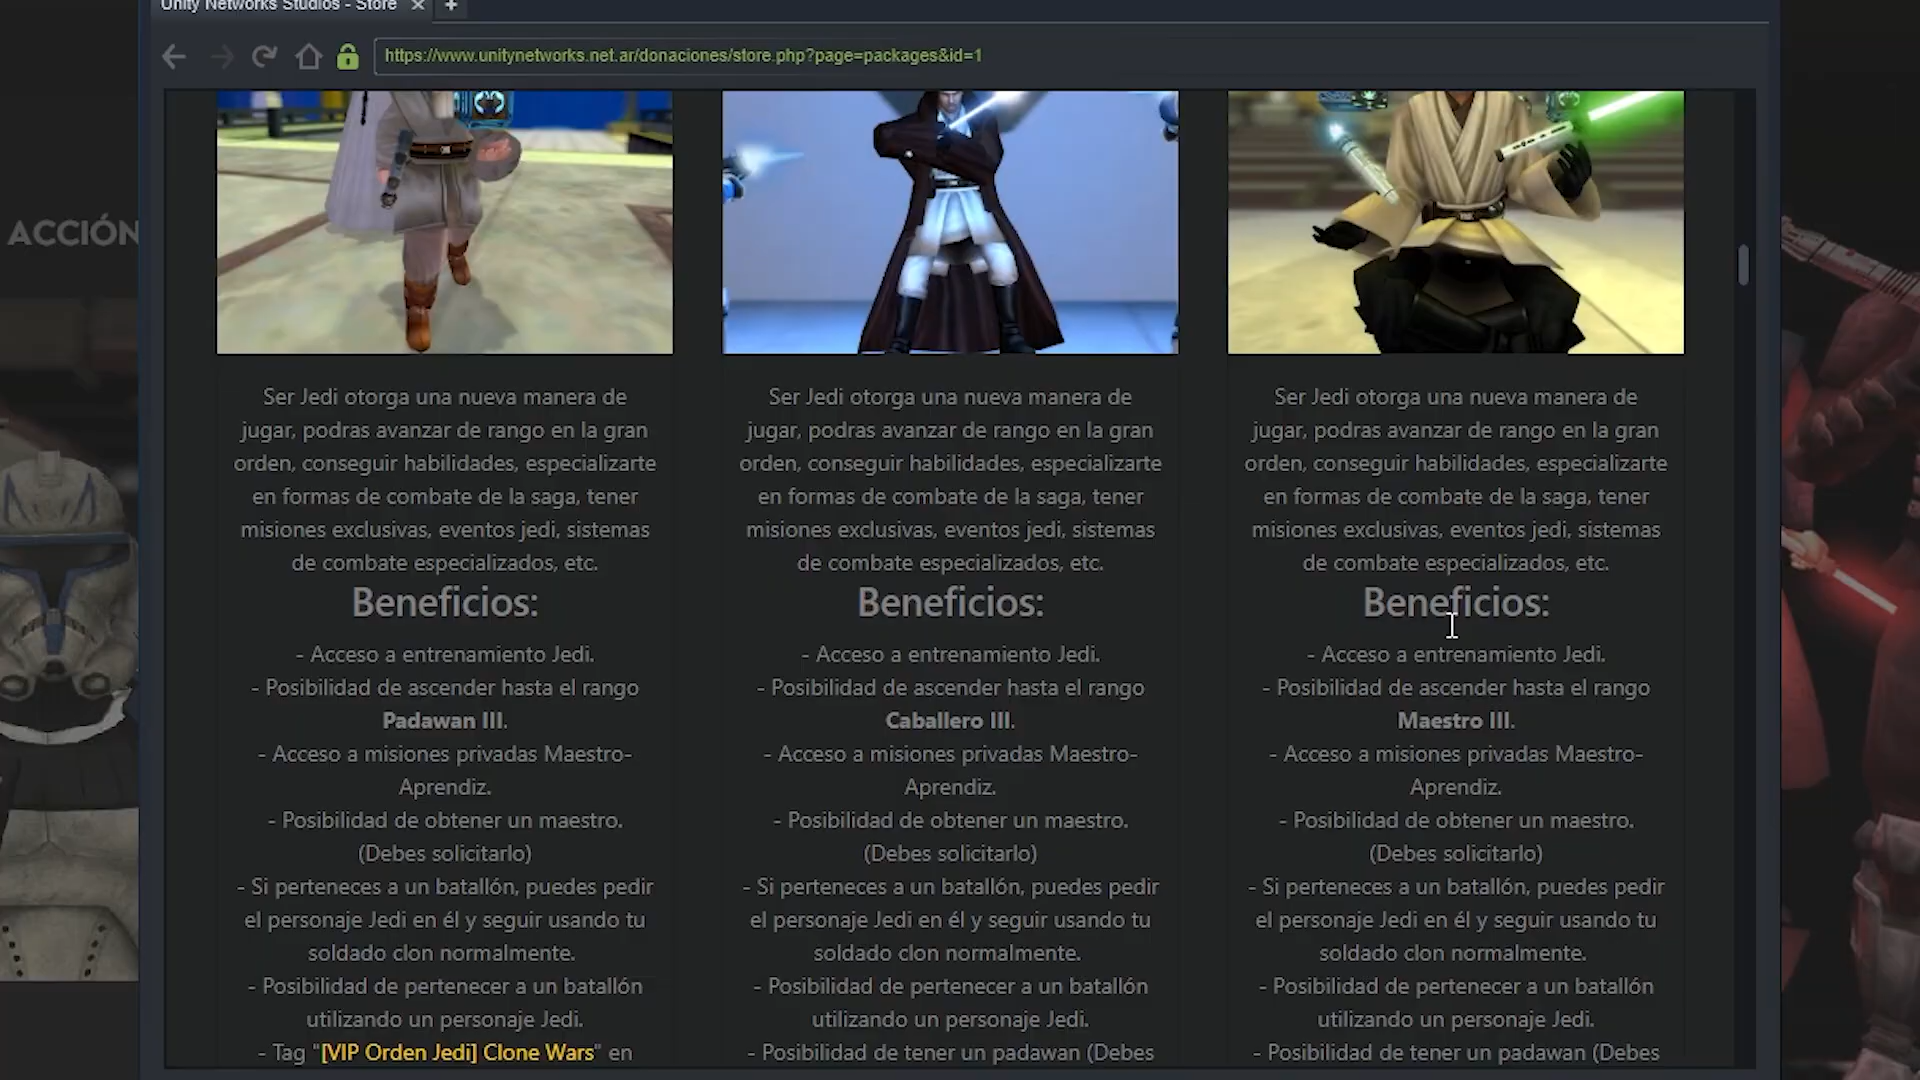 Unity Networks Studios - Store
https://www.unitynetworks.net.ar/donaciones/store.php?page=packages&id=1
ACCIÓN
Ser Jedi otorga una nueva manera de
jugar, podras avanzar de rango en la gran
orden, conseguir habilidades, especializarte
en formas de combate de la saga, tener
misiones exclusivas, eventos jedi, sistemas
de combate especializados, etc.
Beneficios:
- Acceso a entrenamiento Jedi.
- Posibilidad de ascender hasta el rango
Padawan III.
- Acceso a misiones privadas Maestro-
Aprendiz.
- Posibilidad de obtener un maestro.
(Debes solicitarlo)
- Si perteneces a un batallón, puedes pedir
el personaje Jedi en él y seguir usando tu
soldado clon normalmente.
- Posibilidad de pertenecer a un batallón
utilizando un personaje Jedi.
- Tag "[VIP Orden Jedi] Clone Wars" en
Ser Jedi otorga una nueva manera de
jugar, podras avanzar de rango en la gran
orden, conseguir habilidades, especializarte
en formas de combate de la saga, tener
misiones exclusivas, eventos jedi, sistemas
de combate especializados, etc.
Beneficios:
- Acceso a entrenamiento Jedi.
- Posibilidad de ascender hasta el rango
Caballero III.
- Acceso a misiones privadas Maestro-
Aprendiz.
- Posibilidad de obtener un maestro.
(Debes solicitarlo)
- Si perteneces a un batallón, puedes pedir
el personaje Jedi en él y seguir usando tu
soldado clon normalmente.
- Posibilidad de pertenecer a un batallón
utilizando un personaje Jedi.
- Posibilidad de tener un padawan (Debes
Ser Jedi otorga una nueva manera de
jugar, podras avanzar de rango en la gran
orden, conseguir habilidades, especializarte
en formas de combate de la saga, tener
misiones exclusivas, eventos jedi, sistemas
de combate especializados, etc.
Beneficios:
- Acceso a entrenamiento Jedi.
- Posibilidad de ascender hasta el rango
Maestro III.
- Acceso a misiones privadas Maestro-
Aprendiz.
- Posibilidad de obtener un maestro.
(Debes solicitarlo)
- Si perteneces a un batallón, puedes pedir
el personaje Jedi en él y seguir usando tu
soldado clon normalmente.
- Posibilidad de pertenecer a un batallón
utilizando un personaje Jedi.
- Posibilidad de tener un padawan (Debes